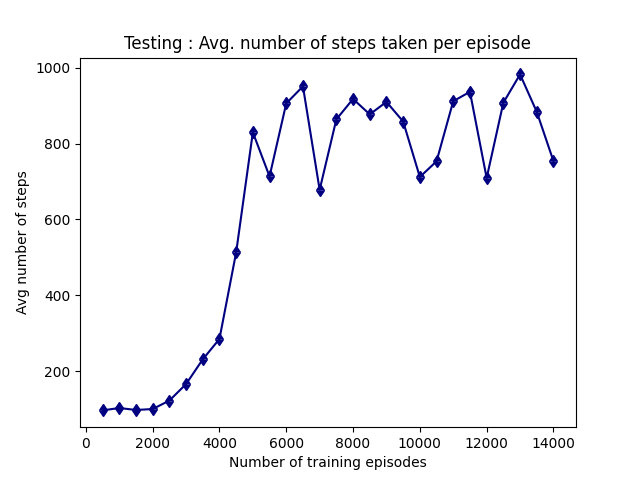 Testing : Avg. number of steps taken per episode
1000
800
600
400
200
Avg number of steps
0 2000 4000 6000 8000 10000 12000 14000
Number of training episodes